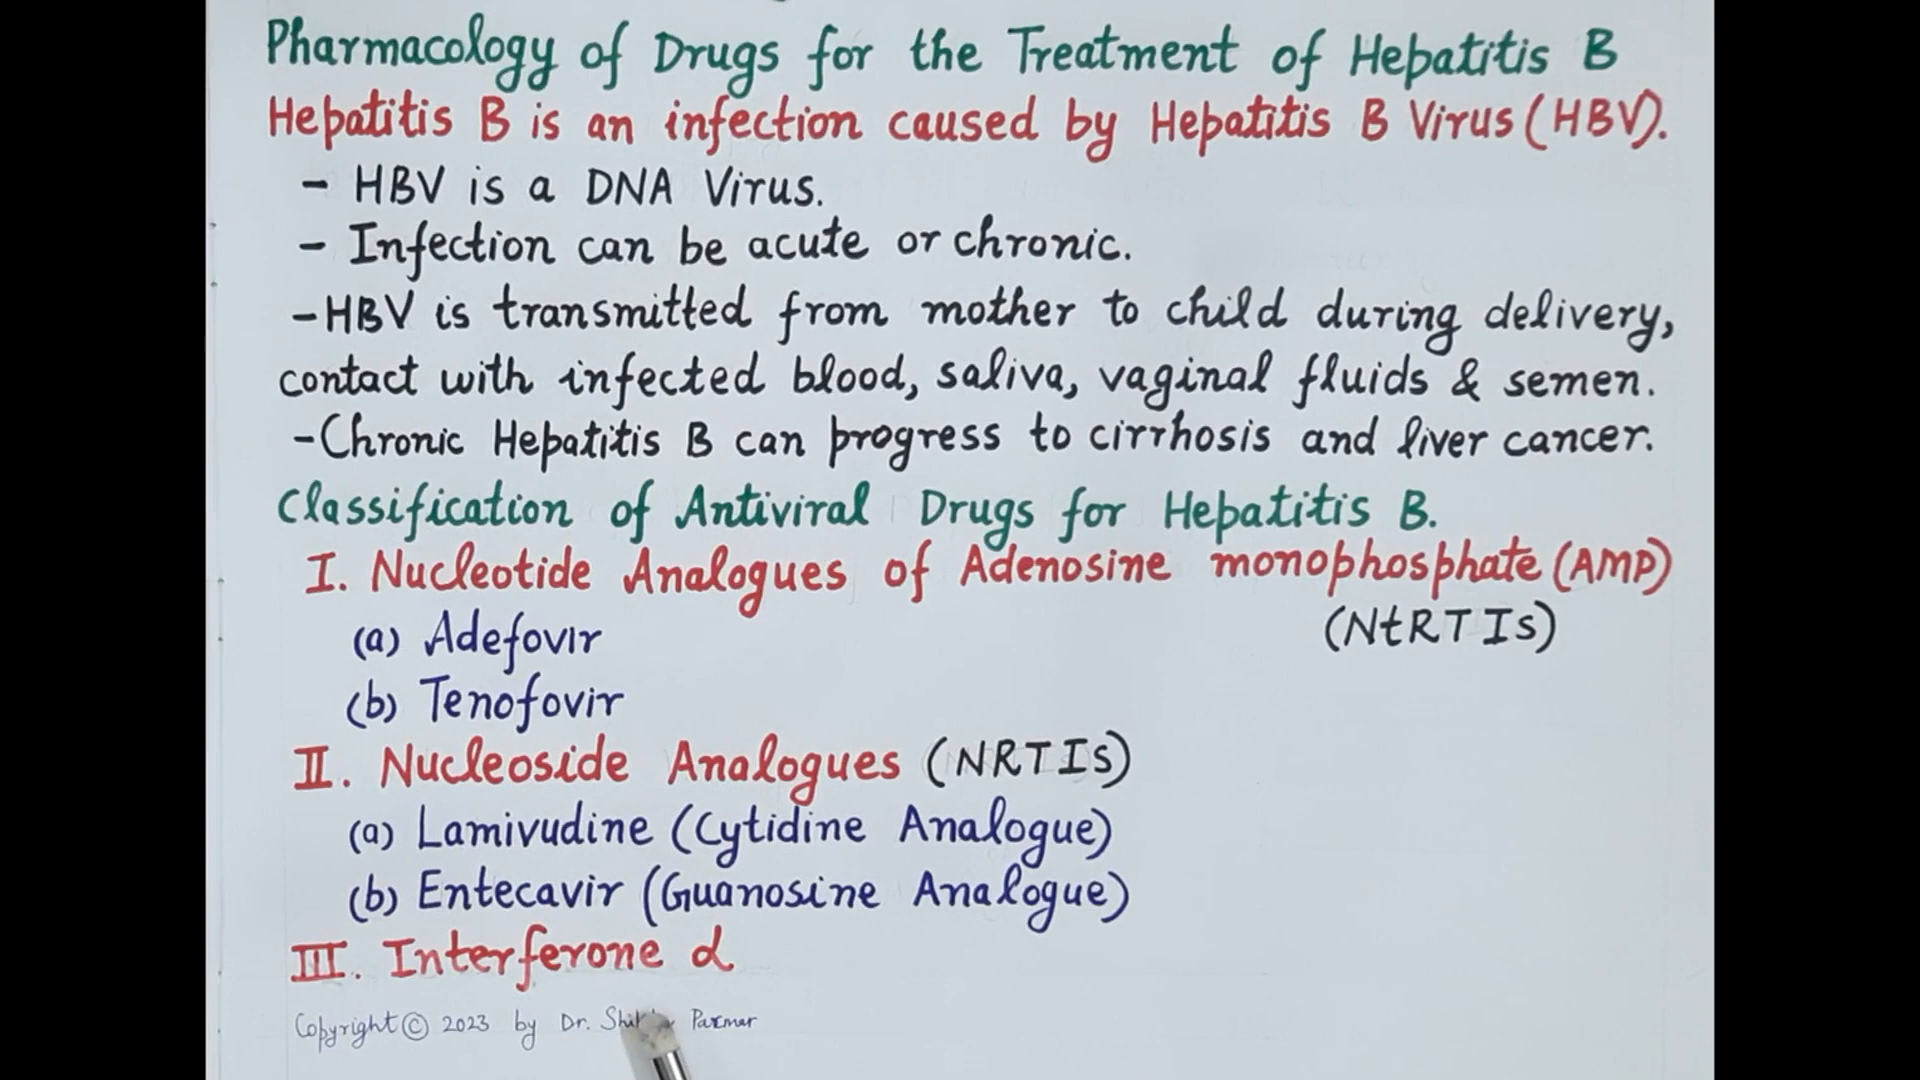 Pharmacology of Drugs for the Treatment of Hepatitis B
Hepatitis B is an infection caused by Hepatitis B Virus (HBV).
- HBV is a DNA Virus.
- Infection can be acute or chronic.
- HBV is transmitted from mother to child during delivery,
contact with infected blood, saliva, vaginal fluids & semen.
- Chronic Hepatitis B can progress to cirrhosis and liver cancer.
Classification of Antiviral Drugs for Hepatitis B.
I. Nucleotide Analogues of Adenosine monophosphate (AMP)
(NtRTIs)
(a) Adefovir
(b) Tenofovir
II. Nucleoside Analogues (NRTIs)
(a) Lamivudine (Cytidine Analogue)
(b) Entecavir (Guanosine Analogue)
III. Interferone α
Copyright © 2023 by Dr. Parmar